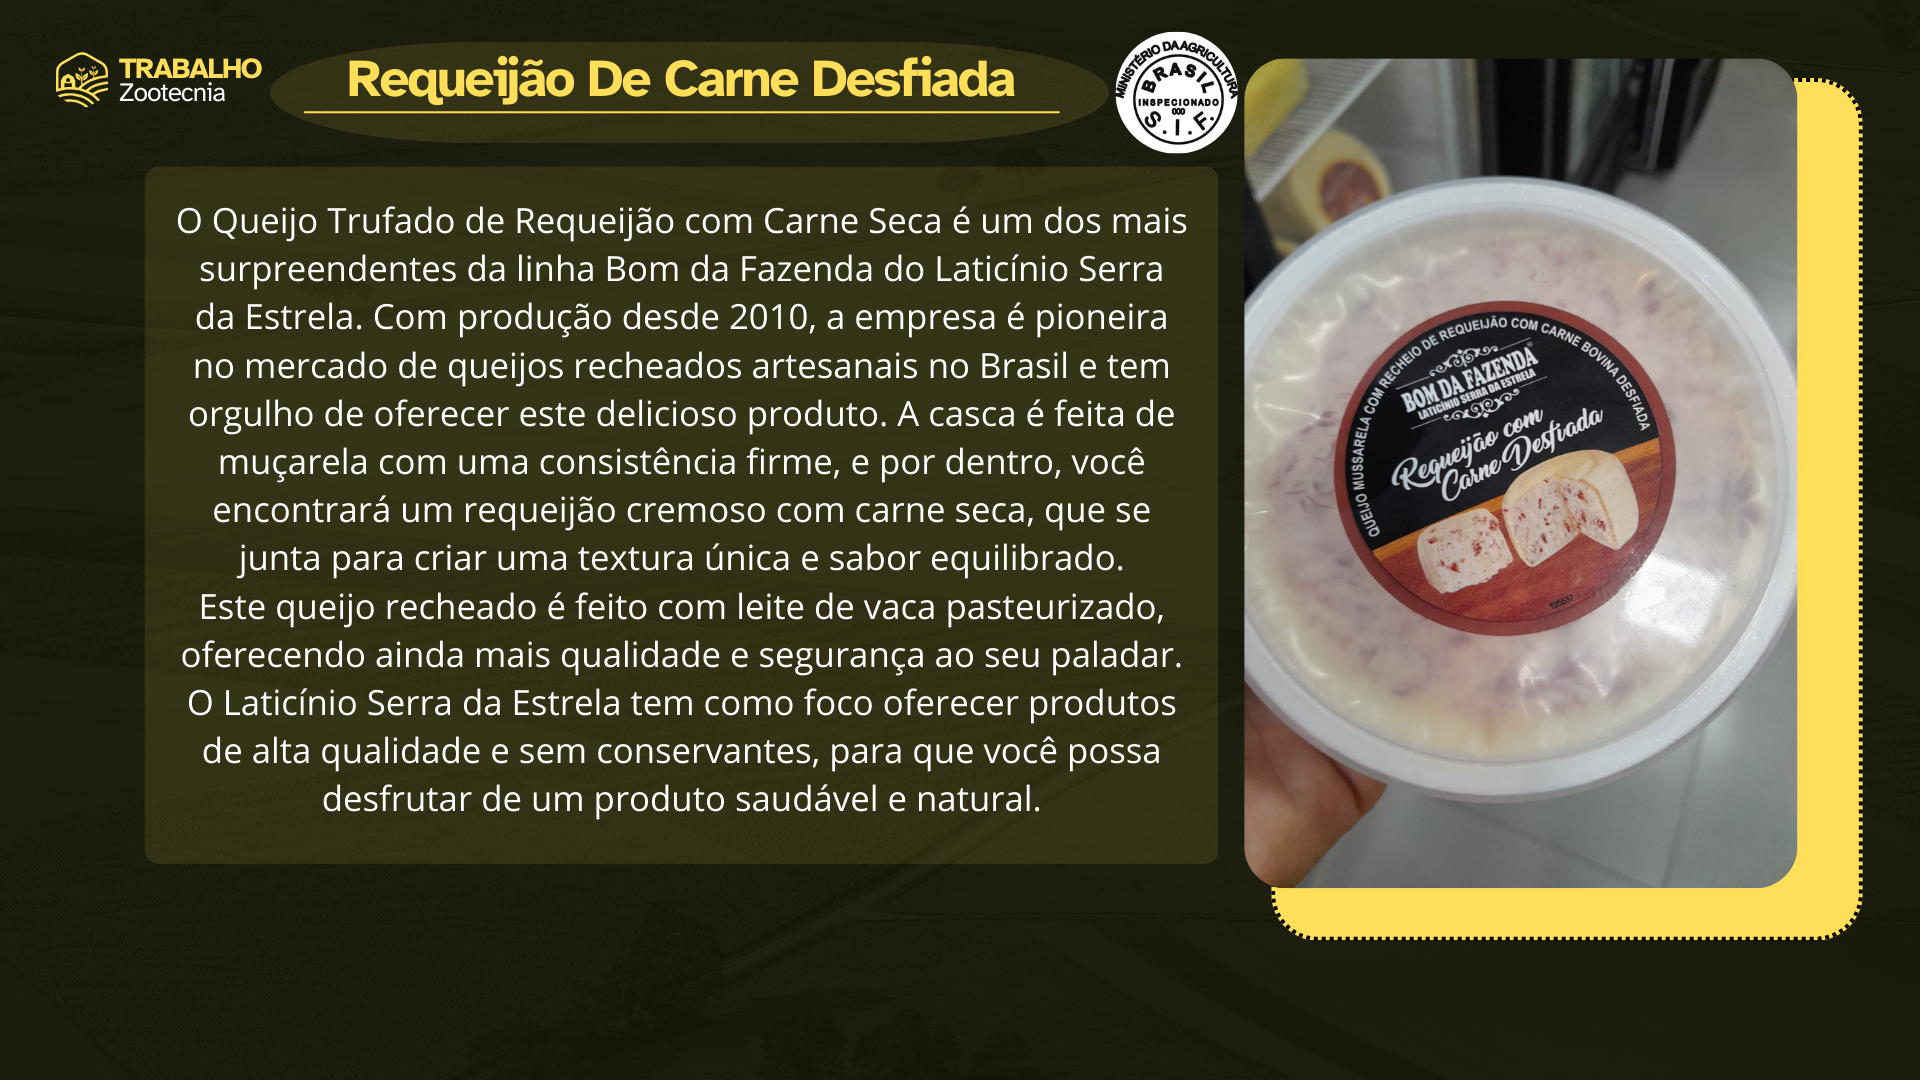 TRABALHO
Zootecnia
Requeijão De Carne Desfiada
MINISTÉRIO DA AGRICULTURA
BRASIL
INSPECIONADO
000
S.I.F.
O Queijo Trufado de Requeijão com Carne Seca é um dos mais
surpreendentes da linha Bom da Fazenda do Laticínio Serra
da Estrela. Com produção desde 2010, a empresa é pioneira
no mercado de queijos recheados artesanais no Brasil e tem
orgulho de oferecer este delicioso produto. A casca é feita de
muçarela com uma consistência firme, e por dentro, você
encontrará um requeijão cremoso com carne seca, que se
junta para criar uma textura única e sabor equilibrado.
Este queijo recheado é feito com leite de vaca pasteurizado,
oferecendo ainda mais qualidade e segurança ao seu paladar.
O Laticínio Serra da Estrela tem como foco oferecer produtos
de alta qualidade e sem conservantes, para que você possa
desfrutar de um produto saudável e natural.
QUEIJO MUSSARELA COM RECHEIO DE REQUEIJÃO COM CARNE BOVINA DESFIADA
BOM DA FAZENDA
LATICÍNIO SERRA DA ESTRELA
Requeijão com
Carne Desfiada